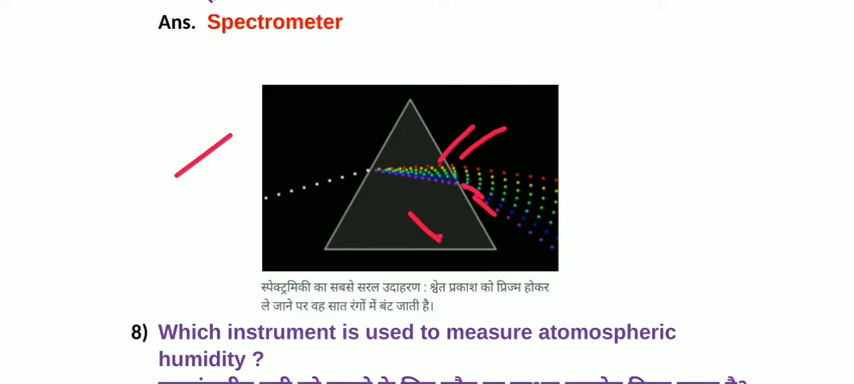 Ans. Spectrometer
स्पेक्ट्रमिकी का सबसे सरल उदाहरण : श्वेत प्रकाश को प्रिज्म होकर
ले जाने पर वह सात रंगों में बंट जाती है।
8) Which instrument is used to measure atomospheric
humidity ?